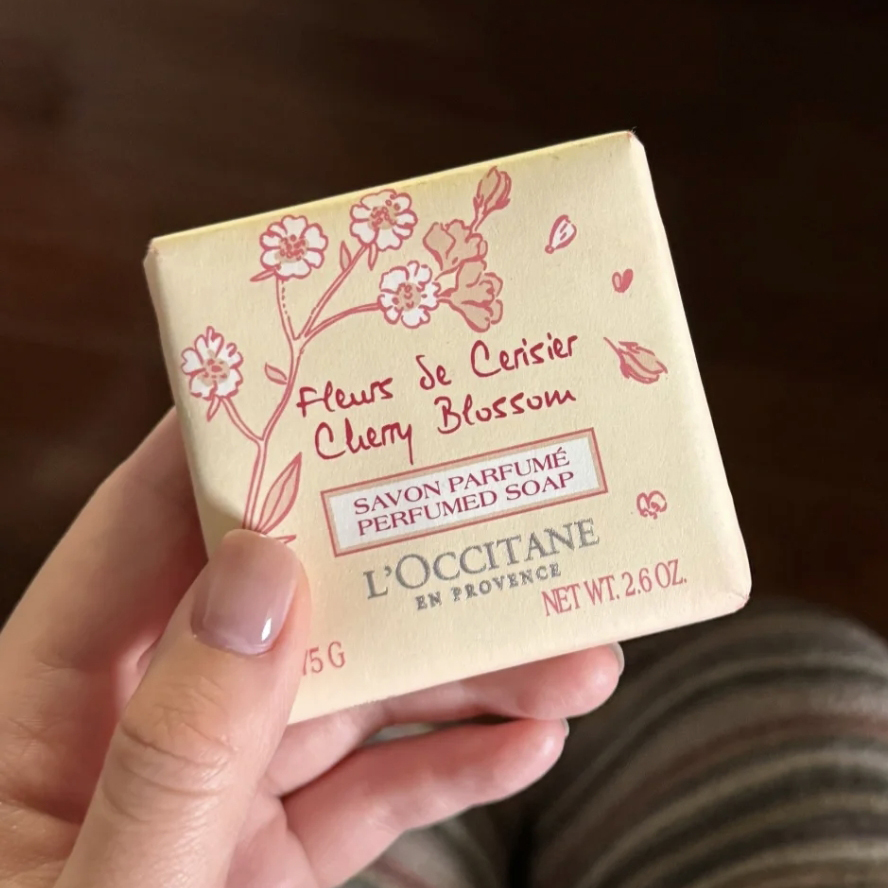 Fleurs de Cerisier
Cherry Blossom
SAVON PARFUMÉ
PERFUMED SOAP
L'OCCITANE
EN PROVENCE
NET WT. 2.6 OZ.
75 G